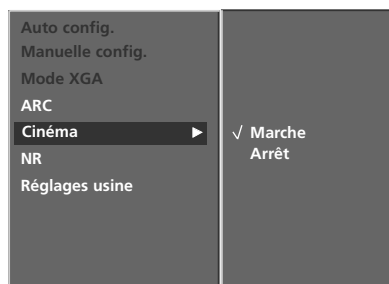 Auto config.
Manuelle config.
Mode XGA
ARC
Cinéma
NR
Réglages usine
√ Marche
Arrêt